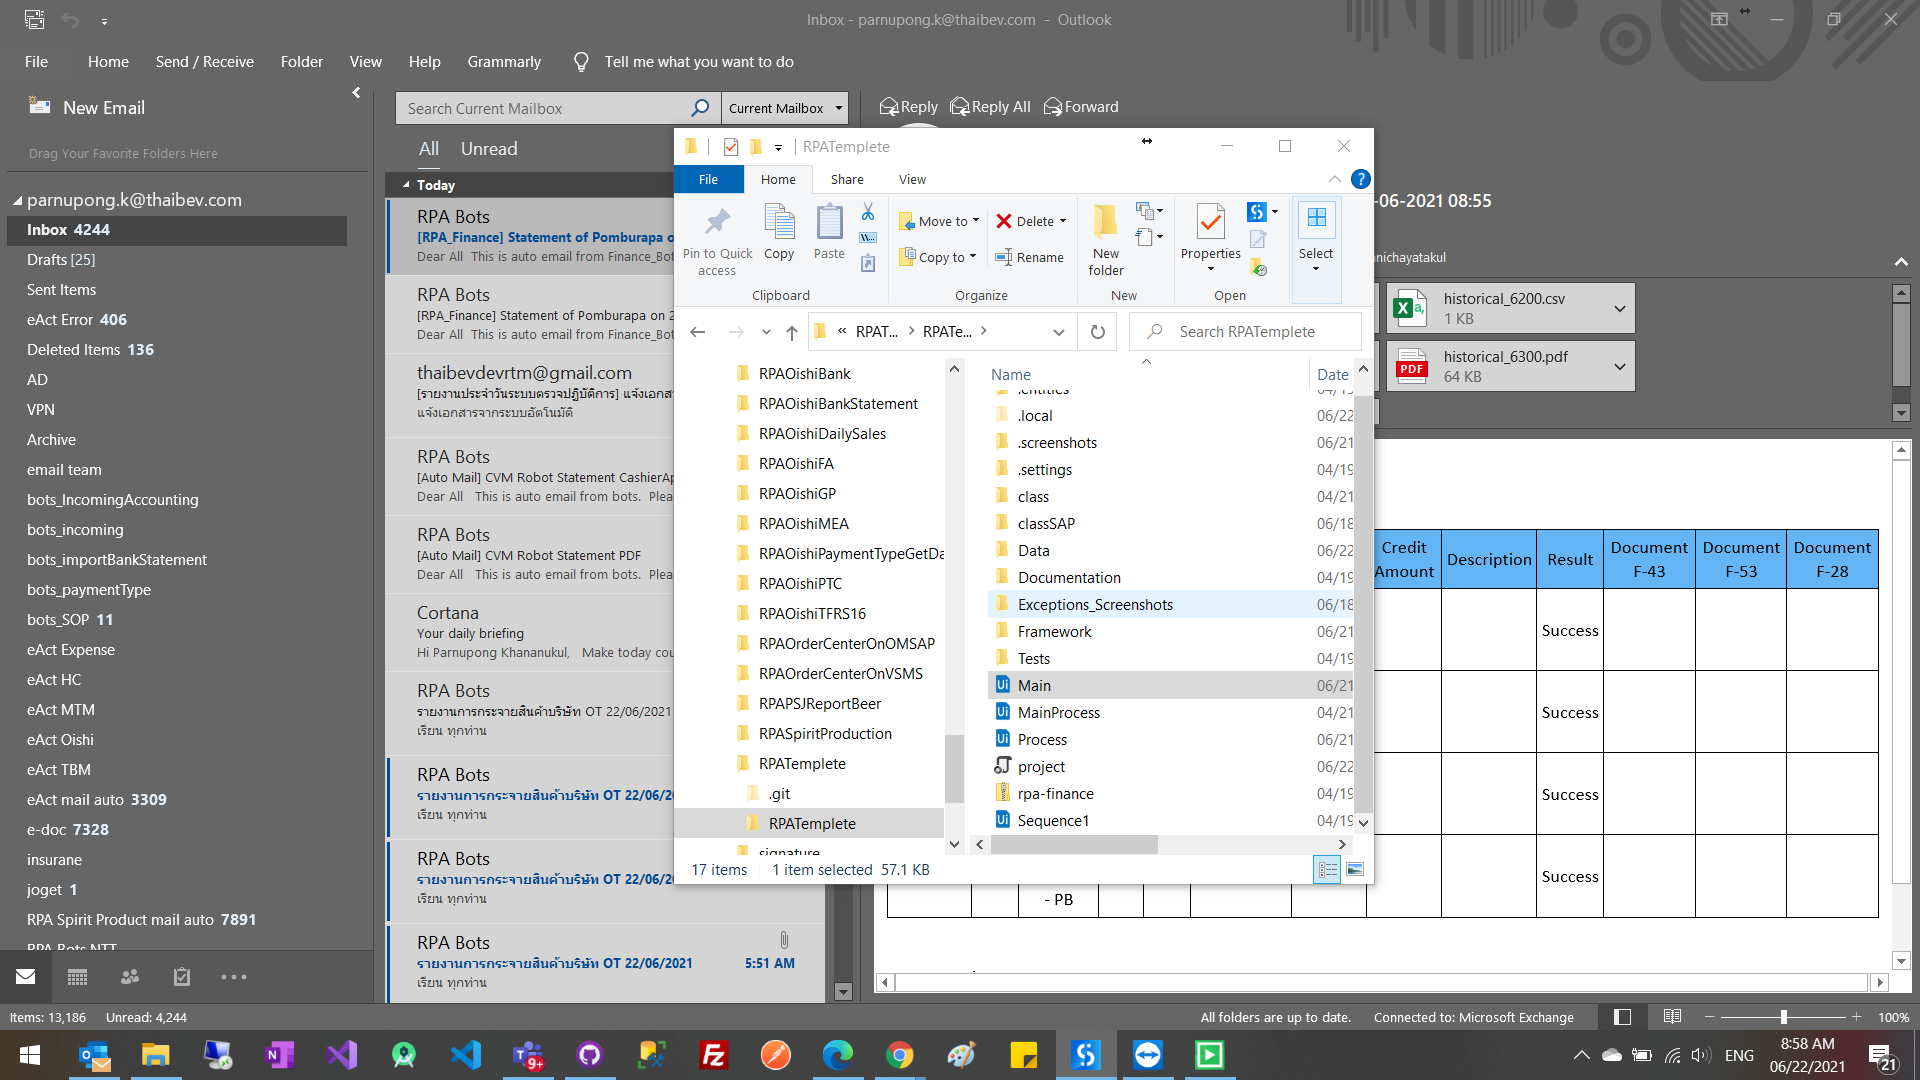 Inbox - parnupong.k@thaibev.com - Outlook
File Home Send / Receive Folder View Help Grammarly Tell me what you want to do
New Email
Drag Your Favorite Folders Here
parnupong.k@thaibev.com
Inbox 4244
Drafts [25]
Sent Items
eAct Error 406
Deleted Items 136
AD
VPN
Archive
email team
bots_IncomingAccounting
bots_incoming
bots_importBankStatement
bots_paymentType
bots_SOP 11
eAct Expense
eAct HC
eAct MTM
eAct Oishi
eAct TBM
eAct mail auto 3309
e-doc 7328
insurane
joget 1
RPA Spirit Product mail auto 7891
RPA Bots NTT
Search Current Mailbox
Current Mailbox
All Unread
Today
RPA Bots
[RPA_Finance] Statement of Pomburapa o
Dear All This is auto email from Finance_Bot
RPA Bots
[RPA_Finance] Statement of Pomburapa on 2
Dear All This is auto email from Finance_Bot
thaibevdevrtm@gmail.com
[รายงานประจำวันระบบตรวจปฏิบัติการ] แจ้งเอกส
แจ้งเอกสารจากระบบอัตโนมัติ
RPA Bots
[Auto Mail] CVM Robot Statement CashierAp
Dear All This is auto email from bots. Plea
RPA Bots
[Auto Mail] CVM Robot Statement PDF
Dear All This is auto email from bots. Plea
Cortana
Your daily briefing
Hi Parnupong Khananukul, Make today cou
RPA Bots
รายงานการกระจายสินค้าบริษัท OT 22/06/2021
เรียน ทุกท่าน
RPA Bots
รายงานการกระจายสินค้าบริษัท OT 22/06/2
เรียน ทุกท่าน
RPA Bots
รายงานการกระจายสินค้าบริษัท OT 22/06/2
เรียน ทุกท่าน
RPA Bots
รายงานการกระจายสินค้าบริษัท OT 22/06/2021 5:51 AM
เรียน ทุกท่าน
Reply Reply All Forward
-06-2021 08:55
nichayatakul
historical_6200.csv
1 KB
historical_6300.pdf
64 KB
RPATemplete
File Home Share View
Pin to Quick access
Copy
Paste
Clipboard
Move to
Copy to
Delete
Rename
Organize
New folder
New
Properties
Open
Select
« RPAT... RPATe...
Search RPATemplete
RPAOishiBank
RPAOishiBankStatement
RPAOishiDailySales
RPAOishiFA
RPAOishiGP
RPAOishiMEA
RPAOishiPaymentTypeGetDa
RPAOishiPTC
RPAOishiTFRS16
RPAOrderCenterOnOMSAP
RPAOrderCenterOnVSMS
RPAPSJReportBeer
RPASpiritProduction
RPATemplete
.git
RPATemplete
signature
Name Date
.entities 04/19
.local 06/22
.screenshots 06/21
.settings 04/19
class 04/21
classSAP 06/18
Data 06/22
Documentation 04/19
Exceptions_Screenshots 06/18
Framework 06/21
Tests 04/19
Main 06/21
MainProcess 04/21
Process 06/21
project 06/22
rpa-finance 04/19
Sequence1 04/19
17 items 1 item selected 57.1 KB
Credit Amount Description Result Document F-43 Document F-53 Document F-28
Success
Success
Success
Success
- PB
Items: 13,186 Unread: 4,244
All folders are up to date. Connected to: Microsoft Exchange 100%
9+
ENG
8:58 AM
06/22/2021
21